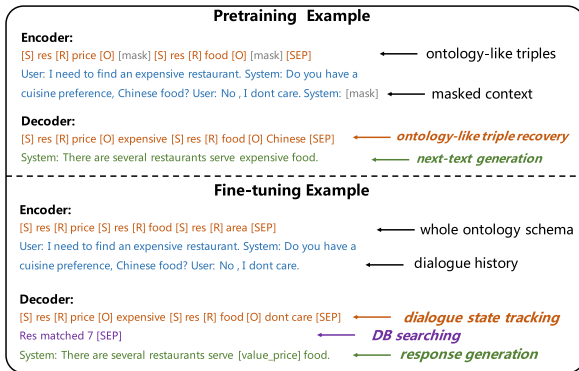 Pretraining Example
Encoder:
[S] res [R] price [O] [mask] [S] res [R] food [O] [mask] [SEP]
ontology-like triples
User: I need to find an expensive restaurant. System: Do you have a
cuisine preference, Chinese food? User: No , I dont care. System: [mask]
masked context
Decoder:
[S] res [R] price [O] expensive [S] res [R] food [O] Chinese [SEP]
ontology-like triple recovery
System: There are several restaurants serve expensive food.
next-text generation
Fine-tuning Example
Encoder:
[S] res [R] price [S] res [R] food [S] res [R] area [SEP]
whole ontology schema
User: I need to find an expensive restaurant. System: Do you have a
cuisine preference, Chinese food? User: No , I dont care.
dialogue history
Decoder:
[S] res [R] price [O] expensive [S] res [R] food [O] dont care [SEP]
dialogue state tracking
Res matched 7 [SEP]
DB searching
System: There are several restaurants serve [value_price] food.
response generation